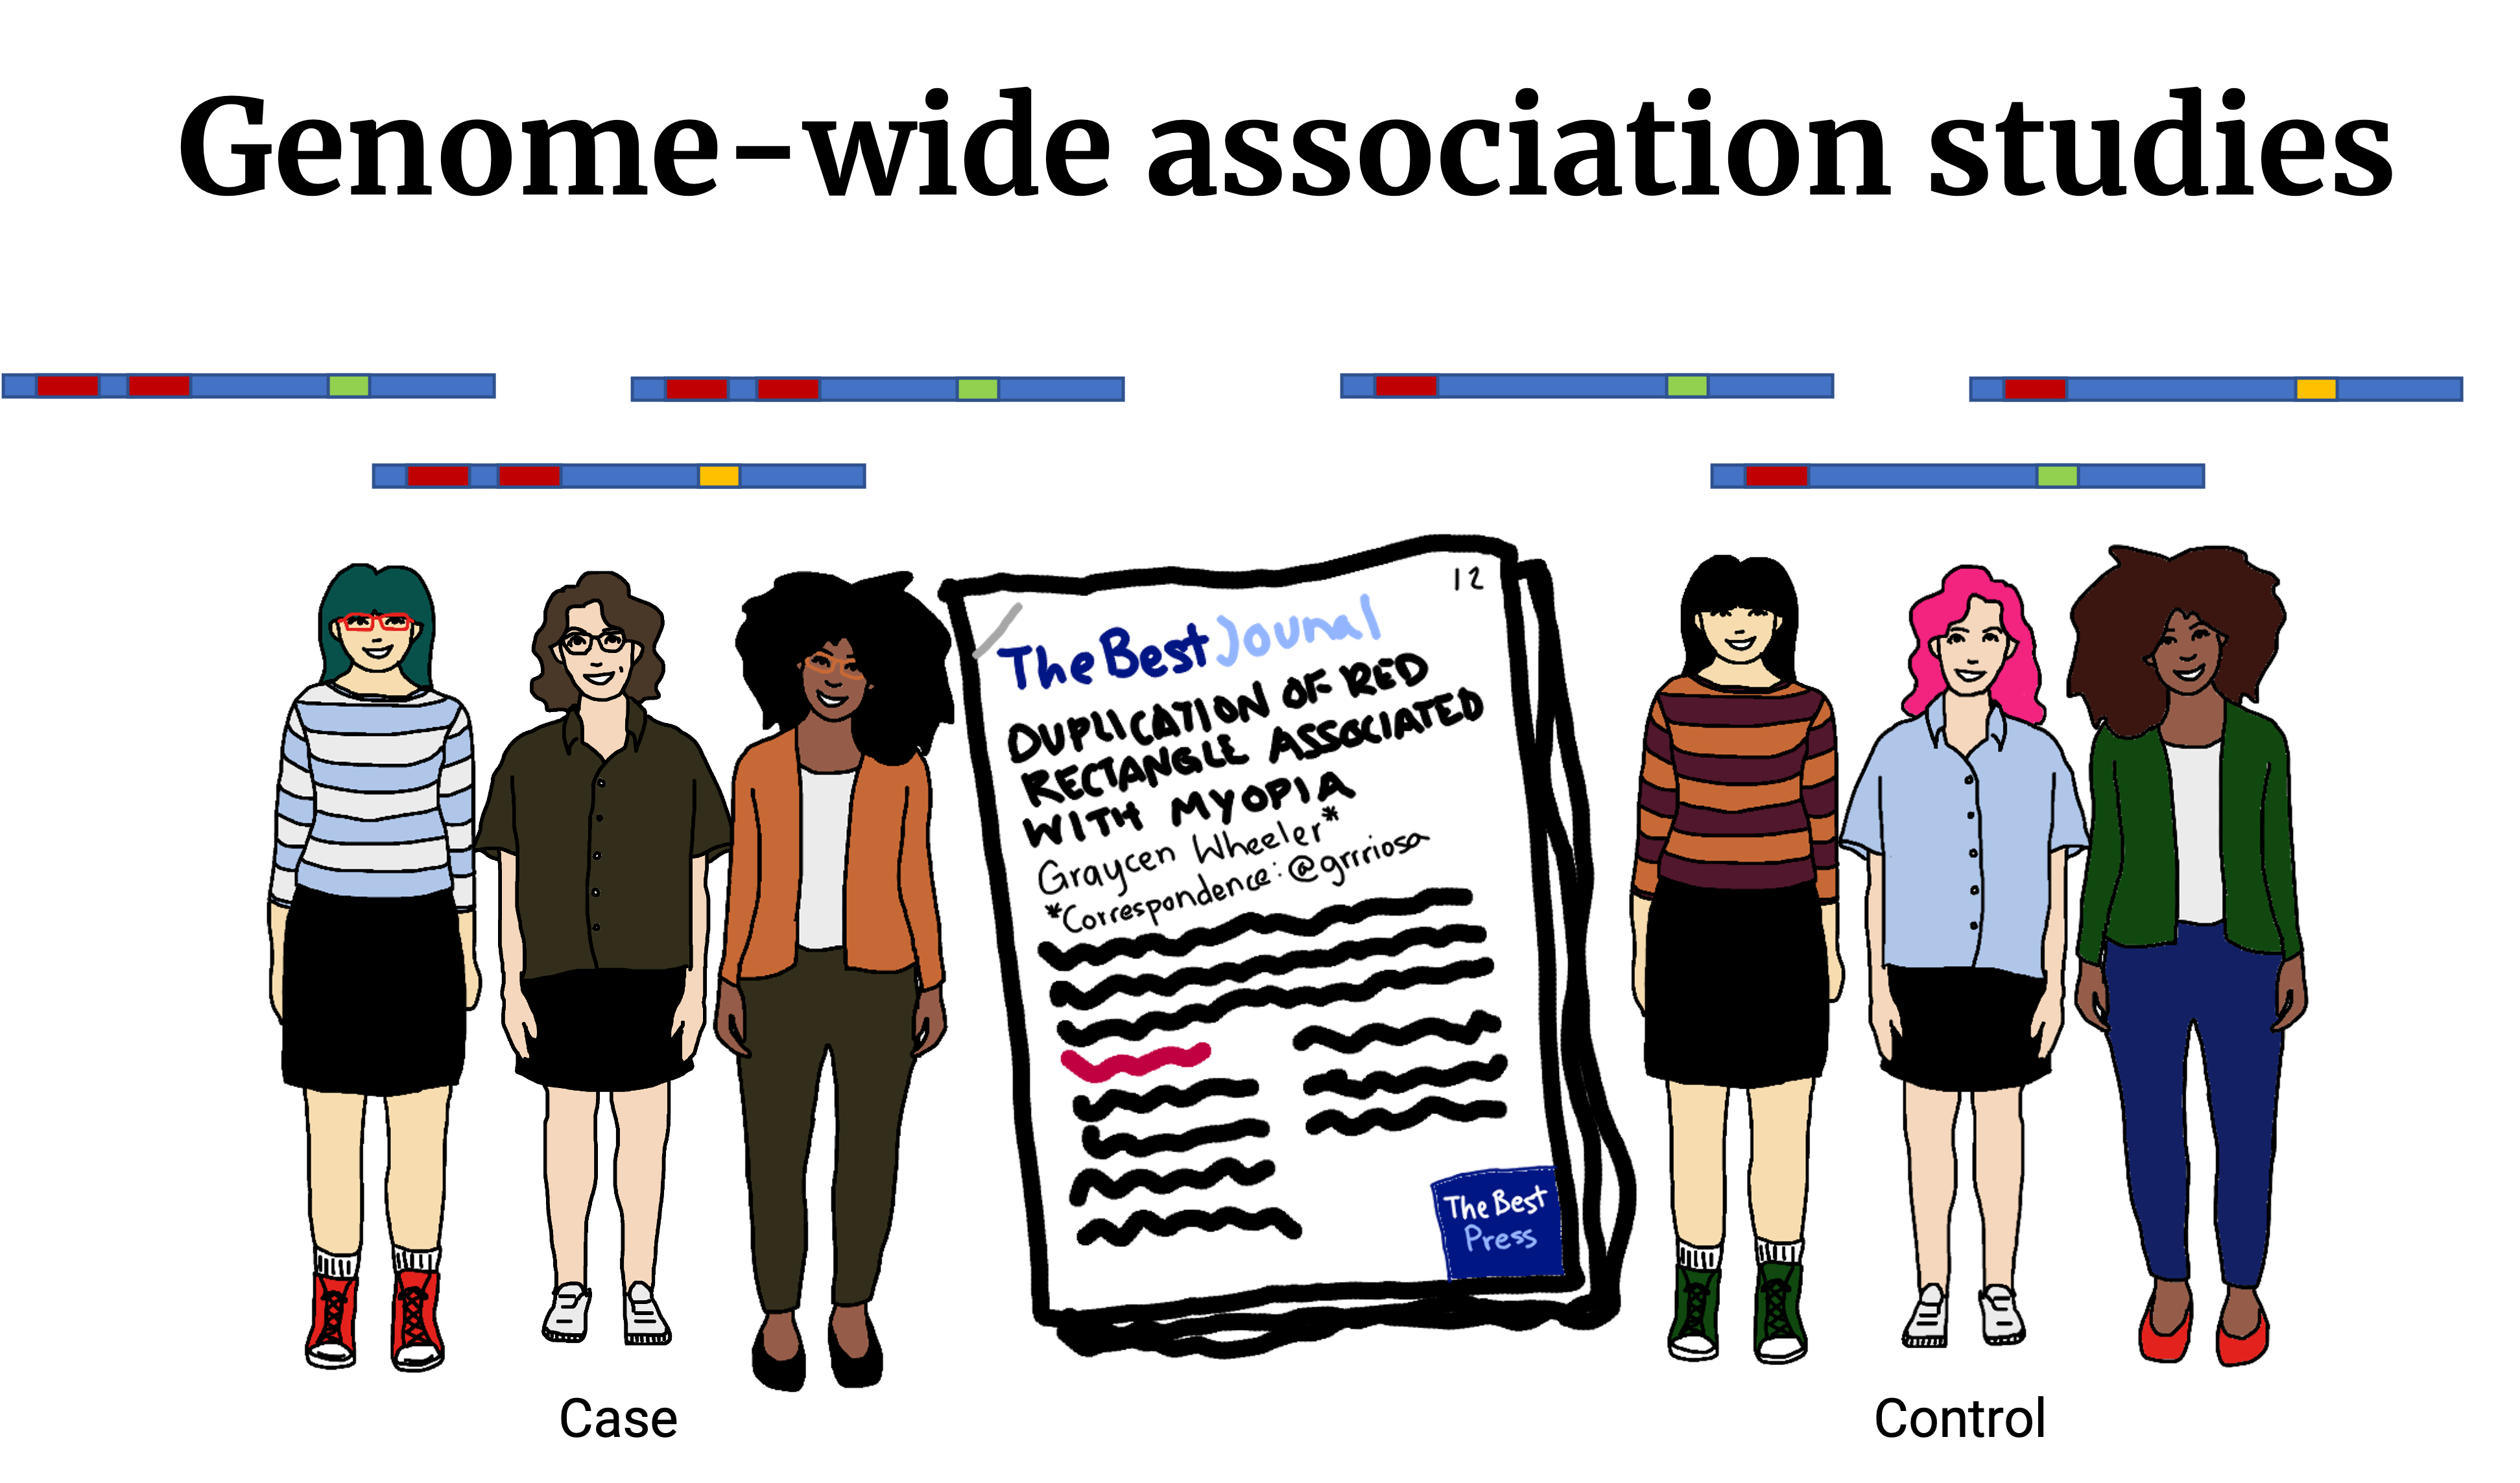 Genome-wide association studies
12
The Best Jounal
DUPLICATION OF RED
RECTANGLE ASSOCIATED
WITH MYOPIA
Graycen Wheeler*
*Correspondence: @grrriosa
The Best
Press
Case
Control